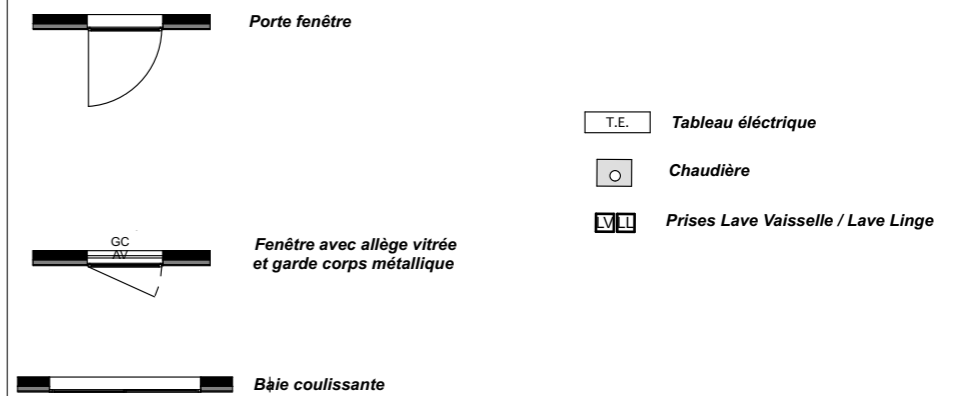 Porte fenêtre
GC
AV
Fenêtre avec allège vitrée
et garde corps métallique
Baie coulissante
T.E. Tableau éléctrique
Chaudière
LV LL Prises Lave Vaisselle / Lave Linge